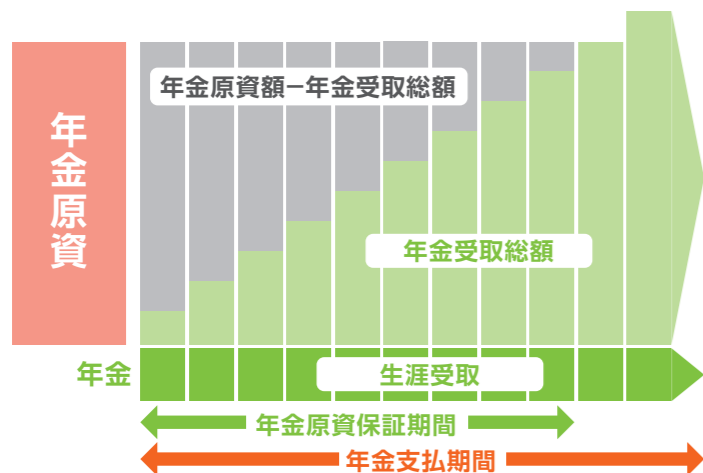 年金原資額−年金受取総額
年金原資
年金受取総額
年金
生涯受取
年金原資保証期間
年金支払期間